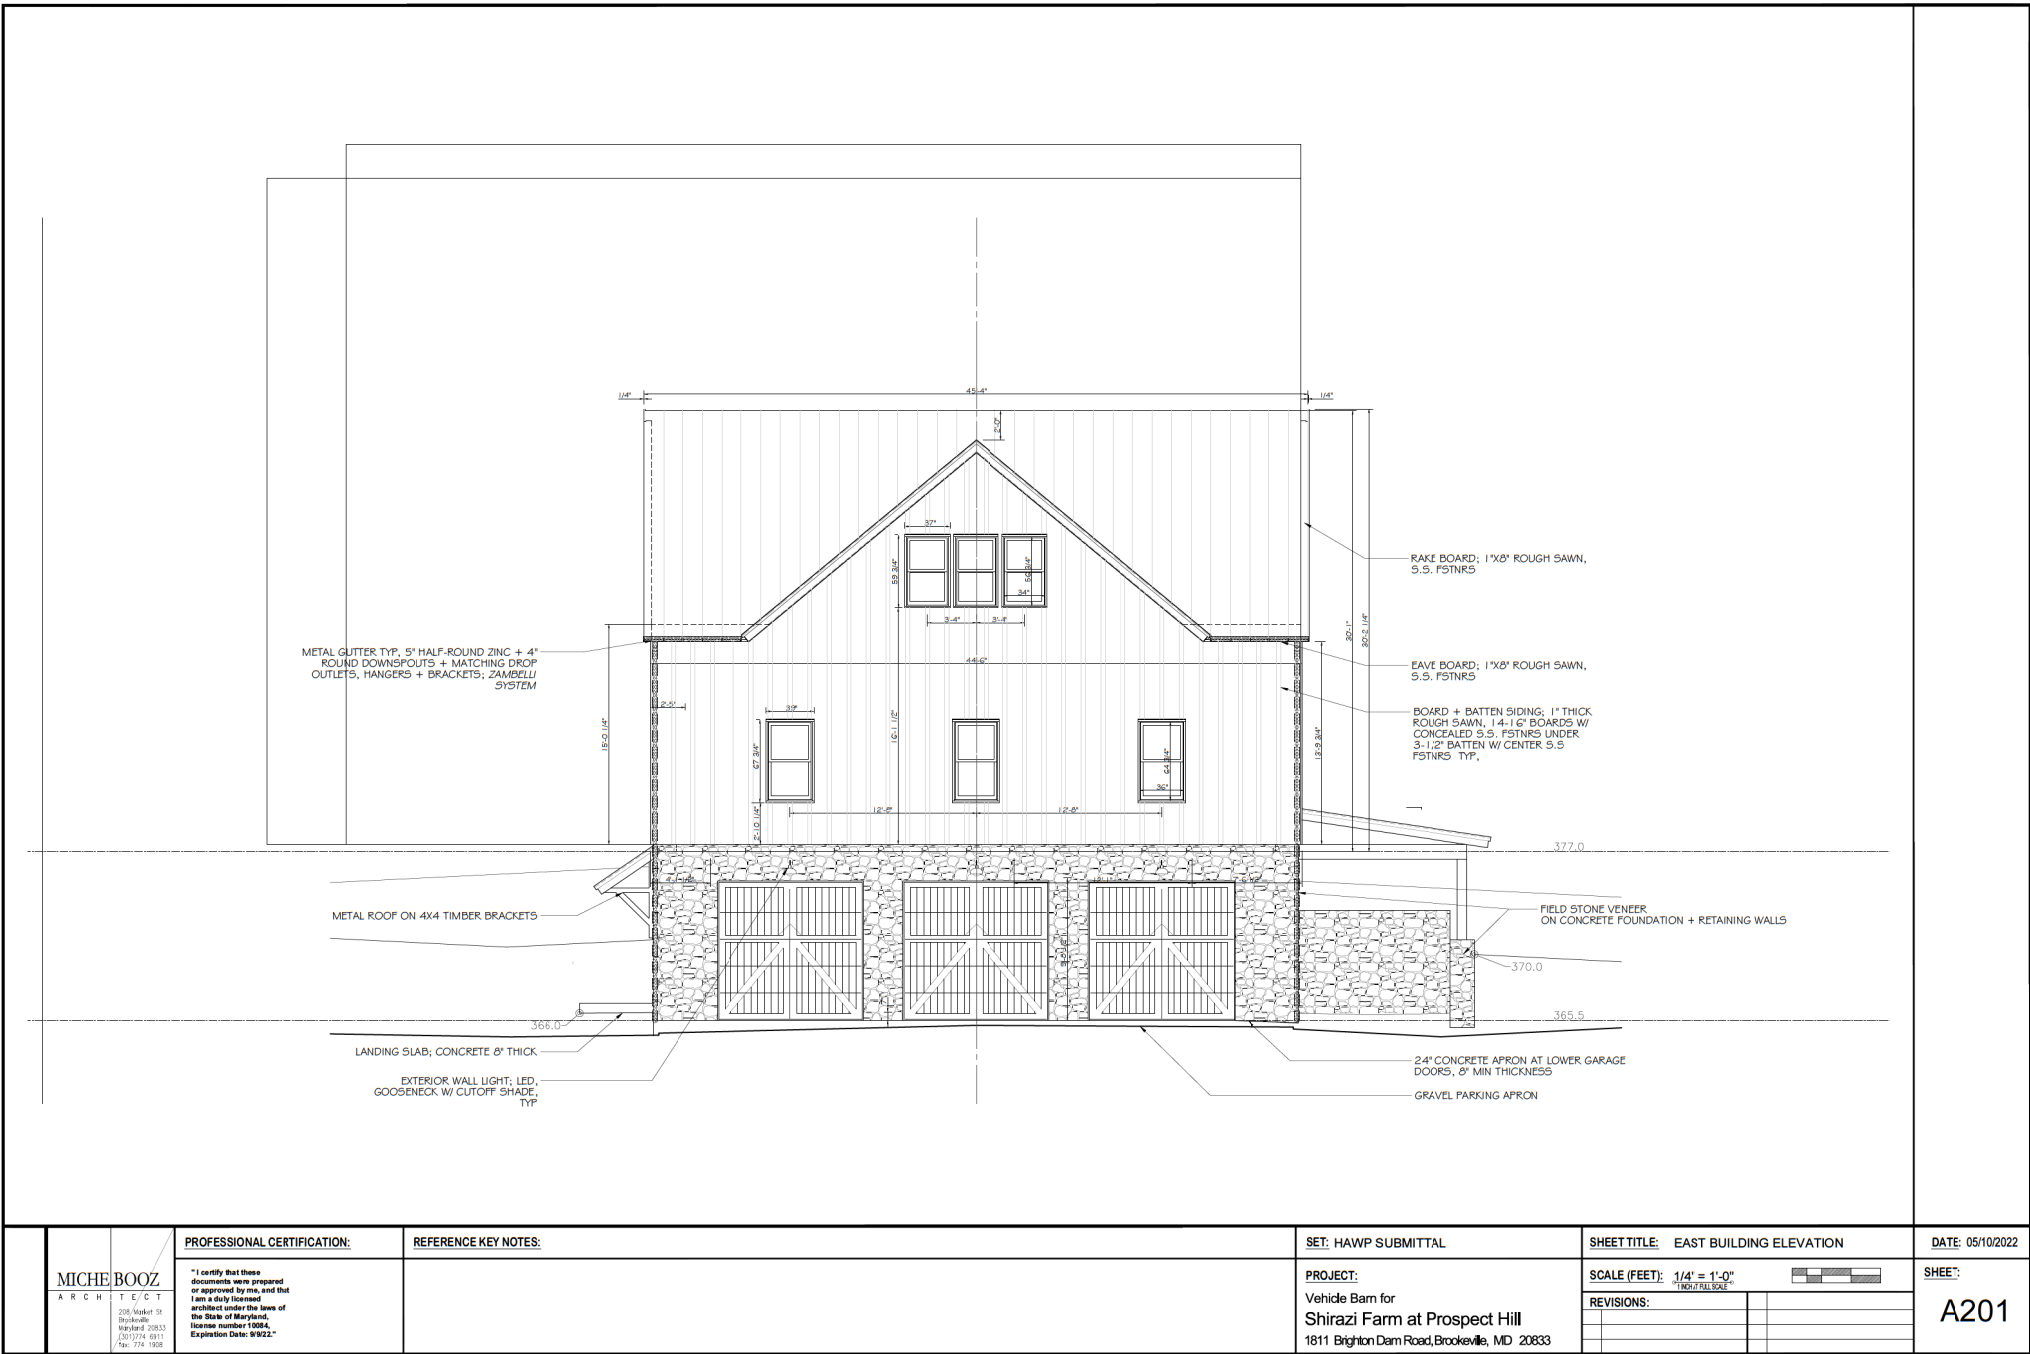 45'-4"
1/4"
1/4"
2'-0"
37"
59 3/4"
56 3/4"
34"
3'-4"
3'-4"
RAKE BOARD; 1"X8" ROUGH SAWN,
S.S. FSTNRS
30'-1"
30'-2 1/4"
METAL GUTTER TYP, 5" HALF-ROUND ZINC + 4"
ROUND DOWNSPOUTS + MATCHING DROP
OUTLETS, HANGERS + BRACKETS; ZAMBELLI
SYSTEM
44'-6"
EAVE BOARD; 1"X8" ROUGH SAWN,
S.S. FSTNRS
2'-5"
39"
15'-0 1/4"
67 3/4"
16'-1 1/2"
64 3/4"
36"
13'-9 3/4"
BOARD + BATTEN SIDING; 1" THICK
ROUGH SAWN, 14-16" BOARDS W/
CONCEALED S.S. FSTNRS UNDER
3-1/2" BATTEN W/ CENTER S.S
FSTNRS TYP,
2'-10 1/4"
12'-8"
12'-8"
377.0
METAL ROOF ON 4X4 TIMBER BRACKETS
FIELD STONE VENEER
ON CONCRETE FOUNDATION + RETAINING WALLS
370.0
366.0
365.5
LANDING SLAB; CONCRETE 8" THICK
24" CONCRETE APRON AT LOWER GARAGE
DOORS, 8" MIN THICKNESS
EXTERIOR WALL LIGHT; LED,
GOOSENECK W/ CUTOFF SHADE,
TYP
GRAVEL PARKING APRON
MICHE BOOZ
ARCHITECT
208 Market St
Brookeville
Maryland 20833
(301)774 6911
fax: 774 1908
PROFESSIONAL CERTIFICATION:
"I certify that these
documents were prepared
or approved by me, and that
I am a duly licensed
architect under the laws of
the State of Maryland,
license number 10084,
Expiration Date: 9/9/22."
REFERENCE KEY NOTES:
SET: HAWP SUBMITTAL
PROJECT:
Vehicle Barn for
Shirazi Farm at Prospect Hill
1811 Brighton Dam Road, Brookeville, MD 20833
SHEET TITLE: EAST BUILDING ELEVATION
SCALE (FEET): 1/4' = 1'-0"
1 INCH AT FULL SCALE
REVISIONS:
DATE: 05/10/2022
SHEET:
A201